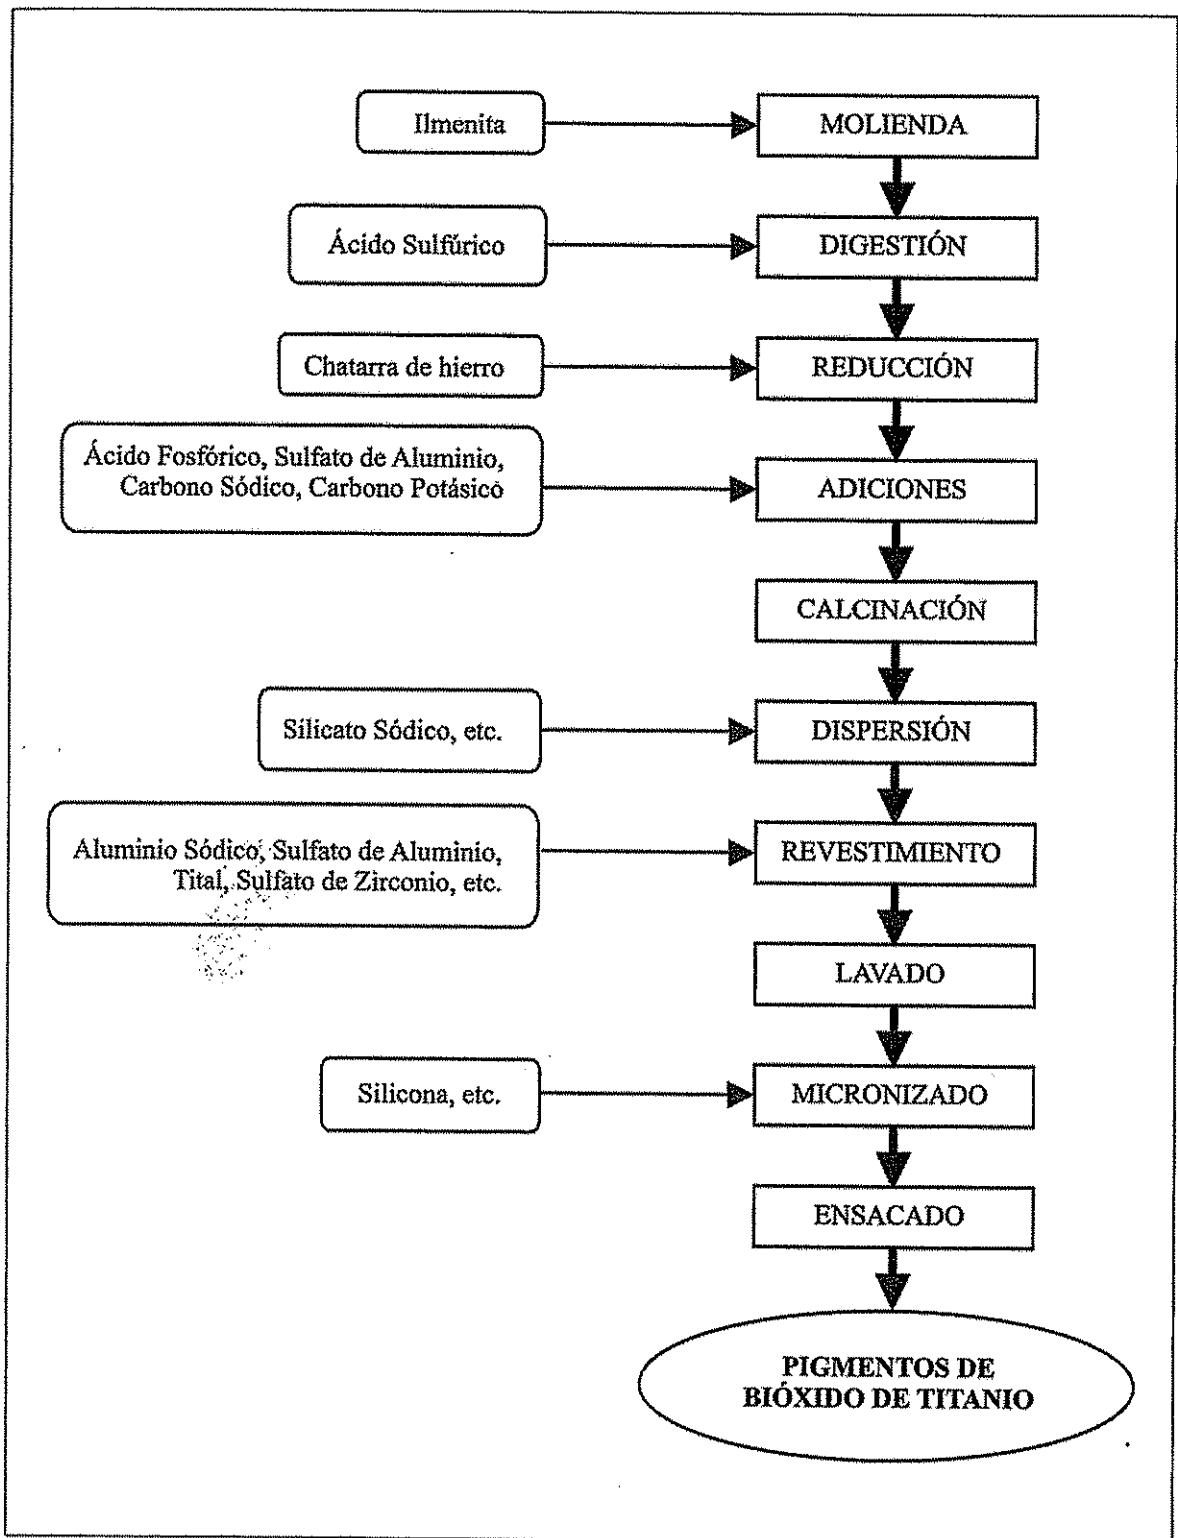 Ilmenita
MOLIENDA
Ácido Sulfúrico
DIGESTIÓN
Chatarra de hierro
REDUCCIÓN
Ácido Fosfórico, Sulfato de Aluminio,
Carbono Sódico, Carbono Potásico
ADICIONES
CALCINACIÓN
Silicato Sódico, etc.
DISPERSIÓN
Aluminio Sódico, Sulfato de Aluminio,
Tital, Sulfato de Zirconio, etc.
REVESTIMIENTO
LAVADO
Silicona, etc.
MICRONIZADO
ENSACADO
PIGMENTOS DE
BIÓXIDO DE TITANIO